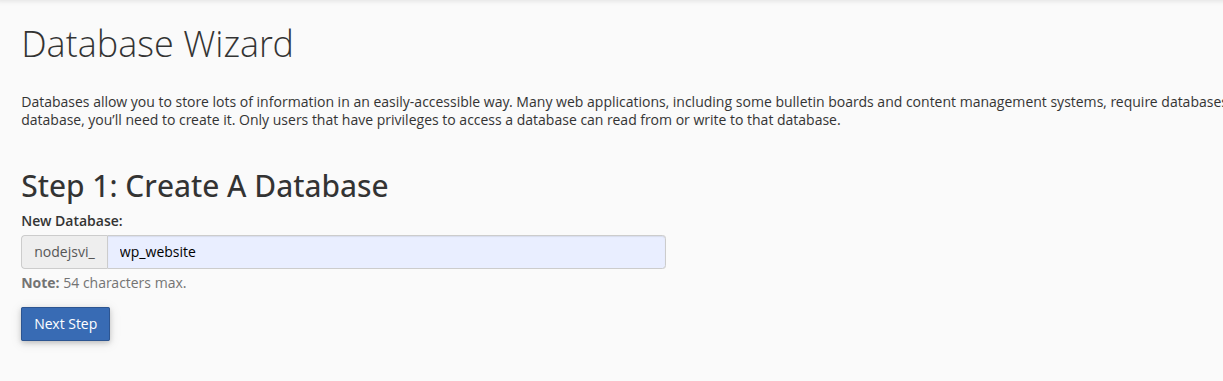 Database Wizard
Databases allow you to store lots of information in an easily-accessible way. Many web applications, including some bulletin boards and content management systems, require databases
database, you'll need to create it. Only users that have privileges to access a database can read from or write to that database.
Step 1: Create A Database
New Database:
nodejsvi_ wp_website
Note: 54 characters max.
Next Step